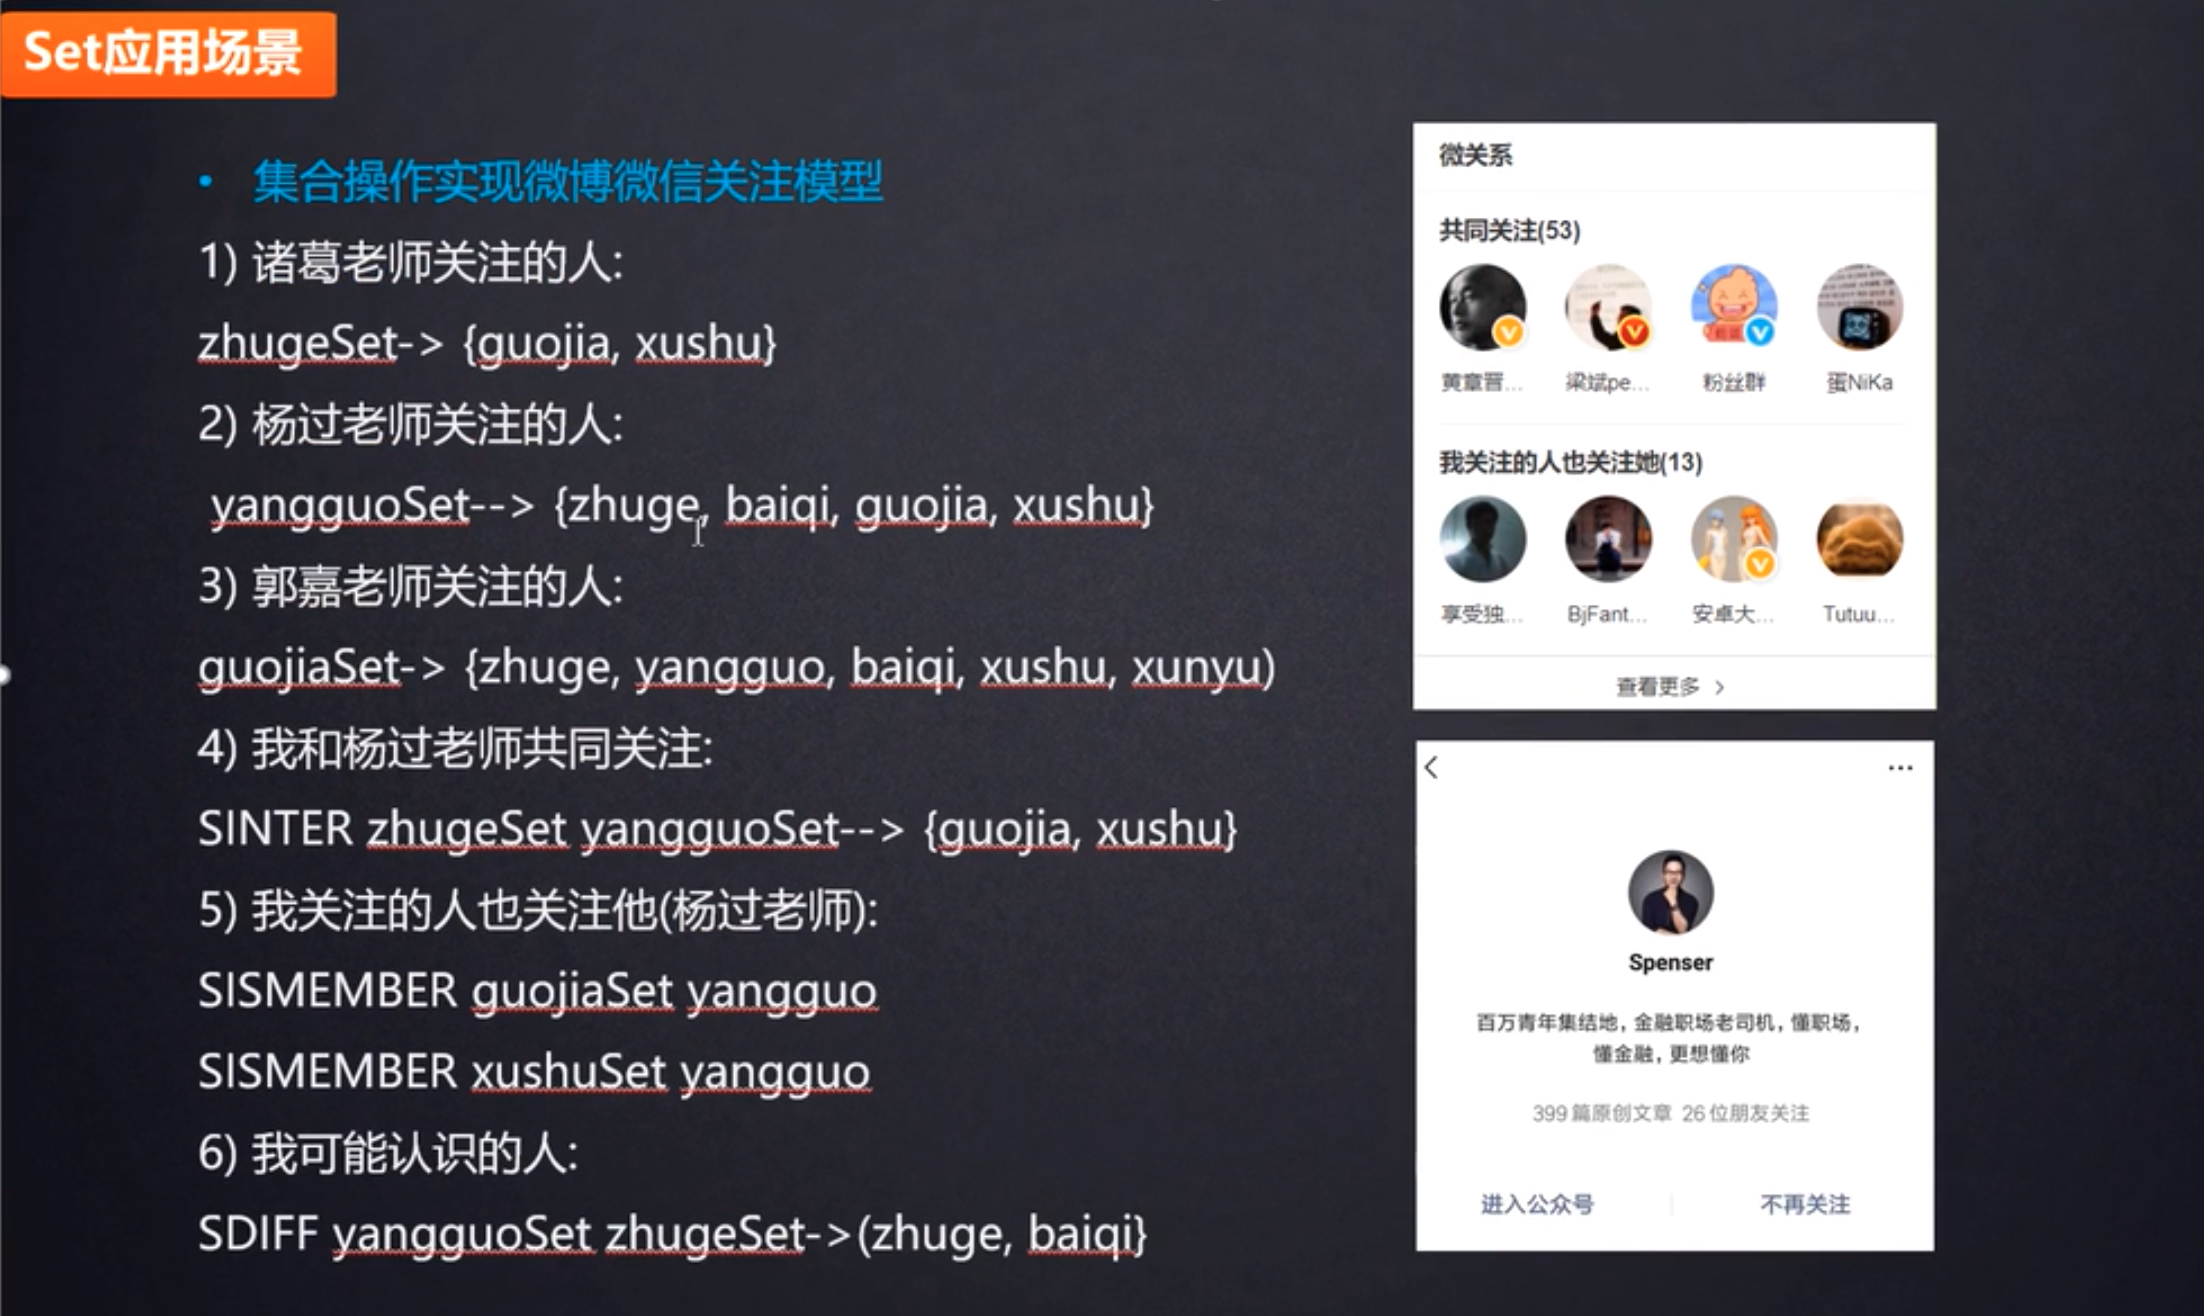 Set应用场景
• 集合操作实现微博微信关注模型
1) 诸葛老师关注的人:
zhugeSet-> {guojia, xushu}
2) 杨过老师关注的人:
yangguoSet--> {zhuge, baiqi, guojia, xushu}
3) 郭嘉老师关注的人:
guojiaSet-> {zhuge, yangguo, baiqi, xushu, xunyu)
4) 我和杨过老师共同关注:
SINTER zhugeSet yangguoSet--> {guojia, xushu}
5) 我关注的人也关注他(杨过老师):
SISMEMBER guojiaSet yangguo
SISMEMBER xushuSet yangguo
6) 我可能认识的人:
SDIFF yangguoSet zhugeSet->(zhuge, baiqi}
微关系
共同关注(53)
黄章晋... 梁斌pe... 粉丝群 蛋NiKa
我关注的人也关注她(13)
享受独... BjFant... 安卓大... Tutuu...
查看更多 >
Spenser
百万青年集结地, 金融职场老司机, 懂职场,
懂金融, 更想懂你
399篇原创文章 26位朋友关注
进入公众号 不再关注